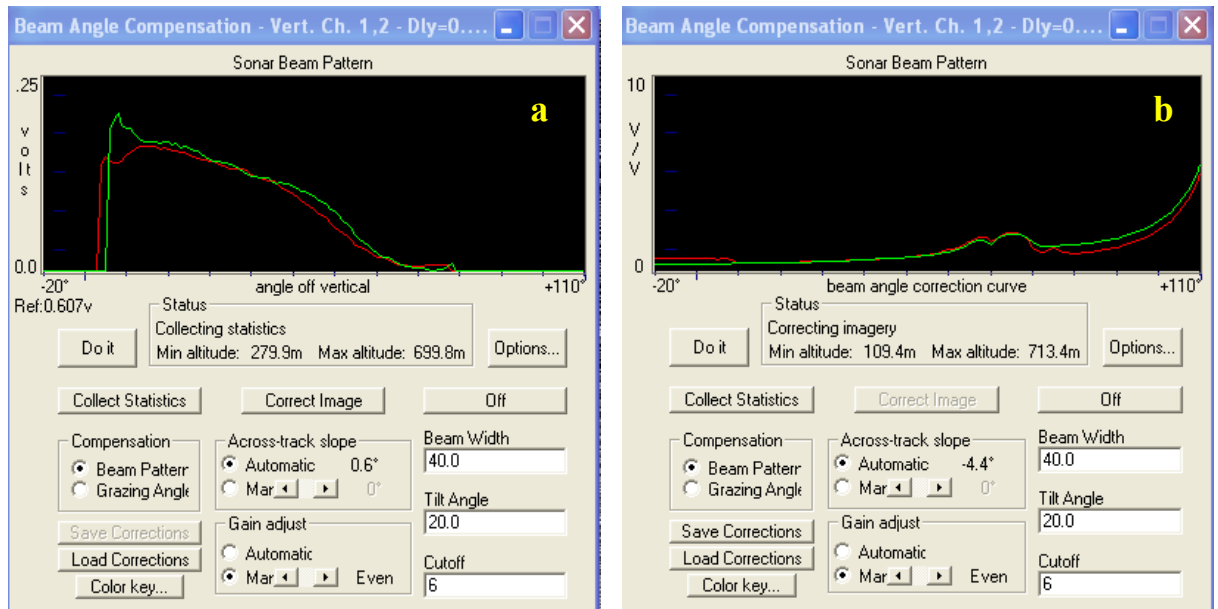 Beam Angle Compensation - Vert. Ch. 1,2 - Dly=0....
Sonar Beam Pattern
.25
volts
a
0.0
-20°
angle off vertical
+110°
Ref:0.607v
Status
Collecting statistics
Min altitude: 279.9m Max altitude: 699.8m
Do it
Options...
Collect Statistics
Correct Image
Off
Compensation
Beam Pattern
Grazing Angle
Across-track slope
Automatic 0.6°
Mar 0°
Beam Width
40.0
Tilt Angle
20.0
Save Corrections
Load Corrections
Color key...
Gain adjust
Automatic
Mar Even
Cutoff
6
Beam Angle Compensation - Vert. Ch. 1,2 - Dly=0....
Sonar Beam Pattern
10
V/V
b
0
-20°
beam angle correction curve
+110°
Status
Correcting imagery
Min altitude: 109.4m Max altitude: 713.4m
Do it
Options...
Collect Statistics
Correct Image
Off
Compensation
Beam Pattern
Grazing Angle
Across-track slope
Automatic -4.4°
Mar 0°
Beam Width
40.0
Tilt Angle
20.0
Save Corrections
Load Corrections
Color key...
Gain adjust
Automatic
Mar Even
Cutoff
6